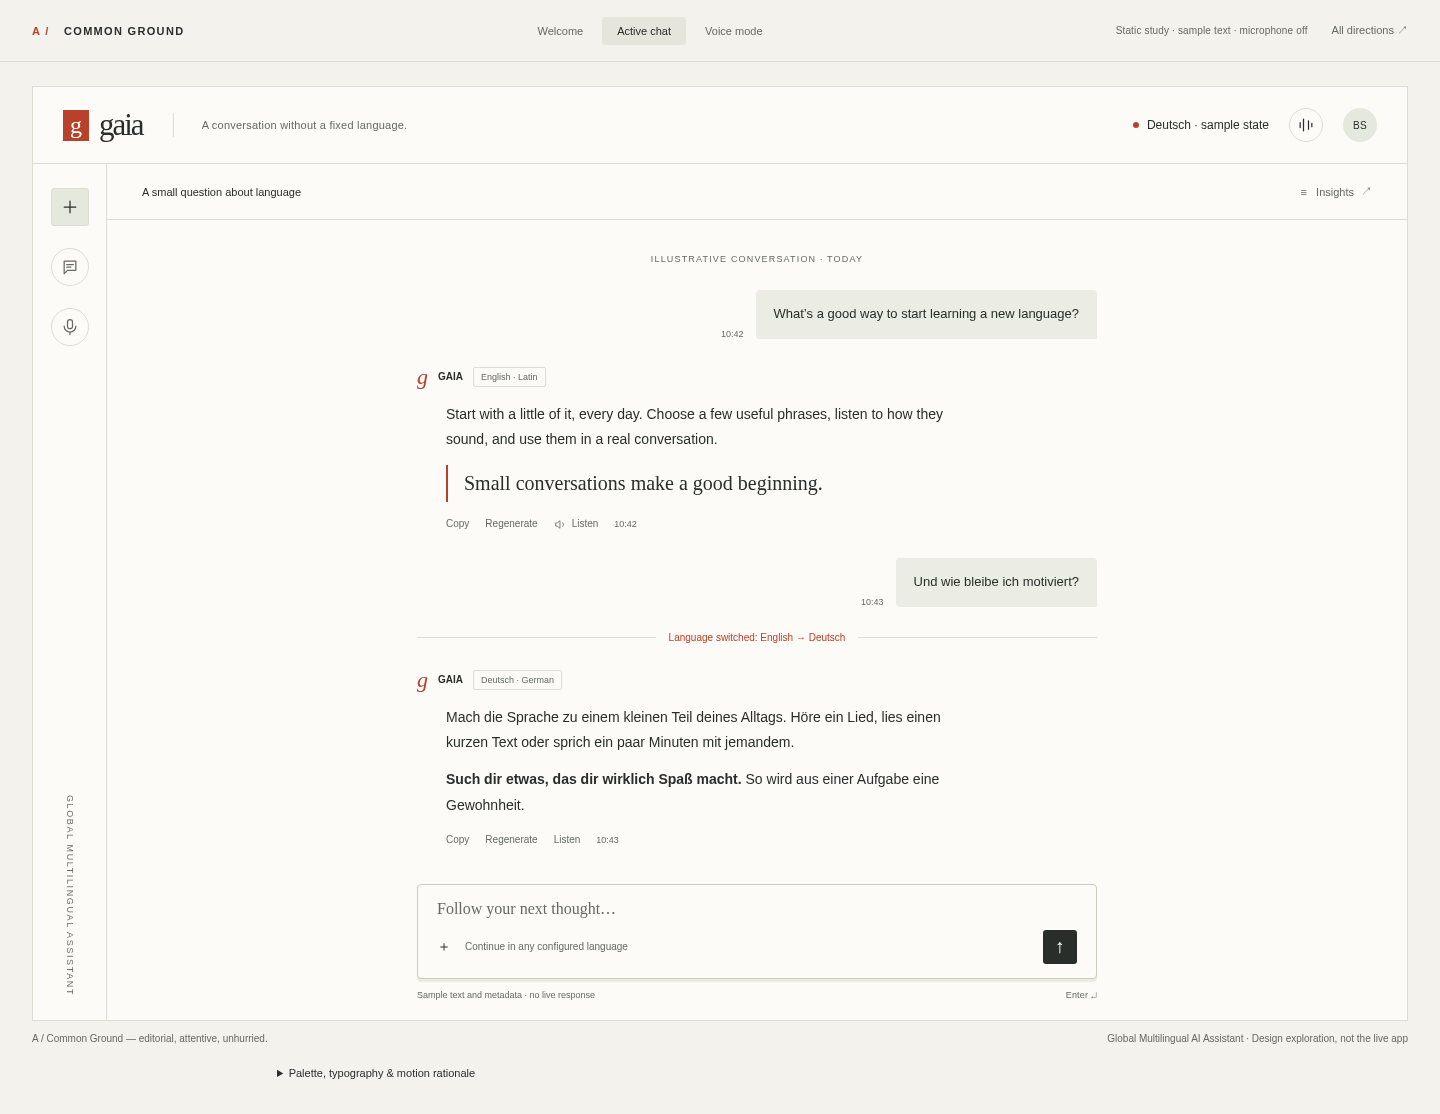 A / COMMON GROUND
Welcome
Active chat
Voice mode
Static study · sample text · microphone off
All directions ↗
g gaia
A conversation without a fixed language.
Deutsch · sample state
BS
A small question about language
≡ Insights ↗
ILLUSTRATIVE CONVERSATION · TODAY
What's a good way to start learning a new language?
10:42
g GAIA English · Latin
Start with a little of it, every day. Choose a few useful phrases, listen to how they
sound, and use them in a real conversation.
Small conversations make a good beginning.
Copy Regenerate Listen 10:42
Und wie bleibe ich motiviert?
10:43
Language switched: English → Deutsch
g GAIA Deutsch · German
Mach die Sprache zu einem kleinen Teil deines Alltags. Höre ein Lied, lies einen
kurzen Text oder sprich ein paar Minuten mit jemandem.
Such dir etwas, das dir wirklich Spaß macht. So wird aus einer Aufgabe eine
Gewohnheit.
Copy Regenerate Listen 10:43
GLOBAL MULTILINGUAL ASSISTANT
Follow your next thought…
+ Continue in any configured language
↑
Sample text and metadata · no live response
Enter ↵
A / Common Ground — editorial, attentive, unhurried.
Global Multilingual AI Assistant · Design exploration, not the live app
▶ Palette, typography & motion rationale